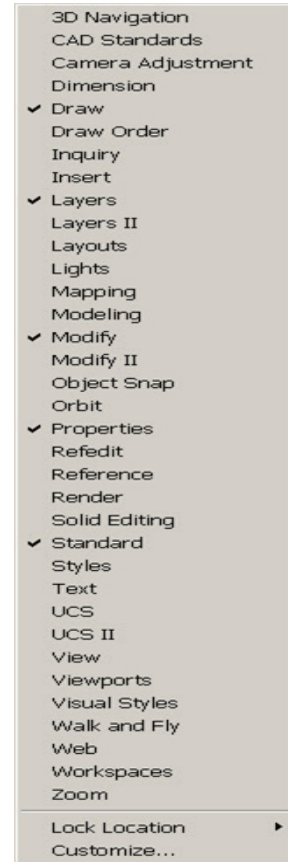 3D Navigation
CAD Standards
Camera Adjustment
Dimension
Draw
Draw Order
Inquiry
Insert
Layers
Layers II
Layouts
Lights
Mapping
Modeling
Modify
Modify II
Object Snap
Orbit
Properties
Refedit
Reference
Render
Solid Editing
Standard
Styles
Text
UCS
UCS II
View
Viewports
Visual Styles
Walk and Fly
Web
Workspaces
Zoom
Lock Location
Customize...